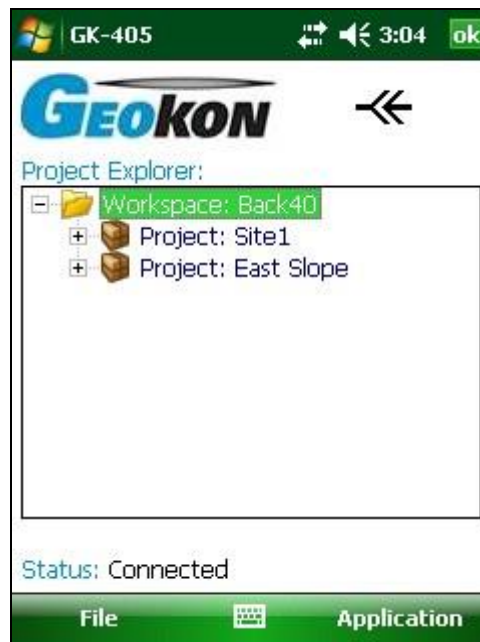 GK-405 3:04 ok
GEOKON
Project Explorer:
Workspace: Back40
Project: Site1
Project: East Slope
Status: Connected
File Application